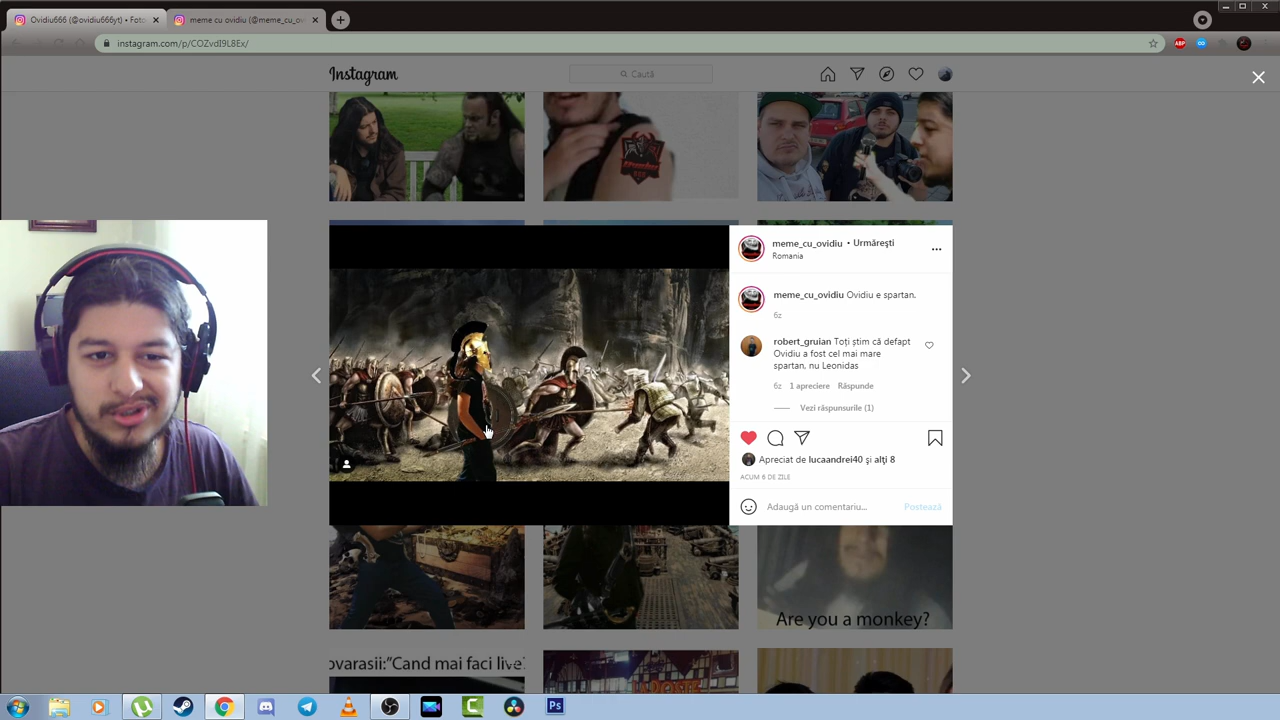 Ovidiu666 (@ovidiu666yt) • Foto
meme cu ovidiu (@meme_cu_ov
instagram.com/p/COZvdI9L8Ex/
ABP
Instagram
Caută
meme_cu_ovidiu • Urmărești
Romania
meme_cu_ovidiu Ovidiu e spartan.
6z
robert_gruian Toți știm că defapt
Ovidiu a fost cel mai mare
spartan, nu Leonidas
6z 1 apreciere Răspunde
Vezi răspunsurile (1)
Apreciat de lucaandrei40 și alți 8
ACUM 6 DE ZILE
Adaugă un comentariu... Postează
Are you a monkey?
ovarasii:"Cand mai faci live?
Ps